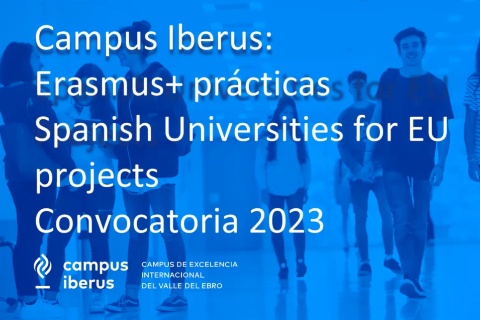 Campus Iberus:
Erasmus+ prácticas
Spanish Universities for EU
projects
Convocatoria 2023
campus
iberus
CAMPUS DE EXCELENCIA
INTERNACIONAL
DEL VALLE DEL EBRO